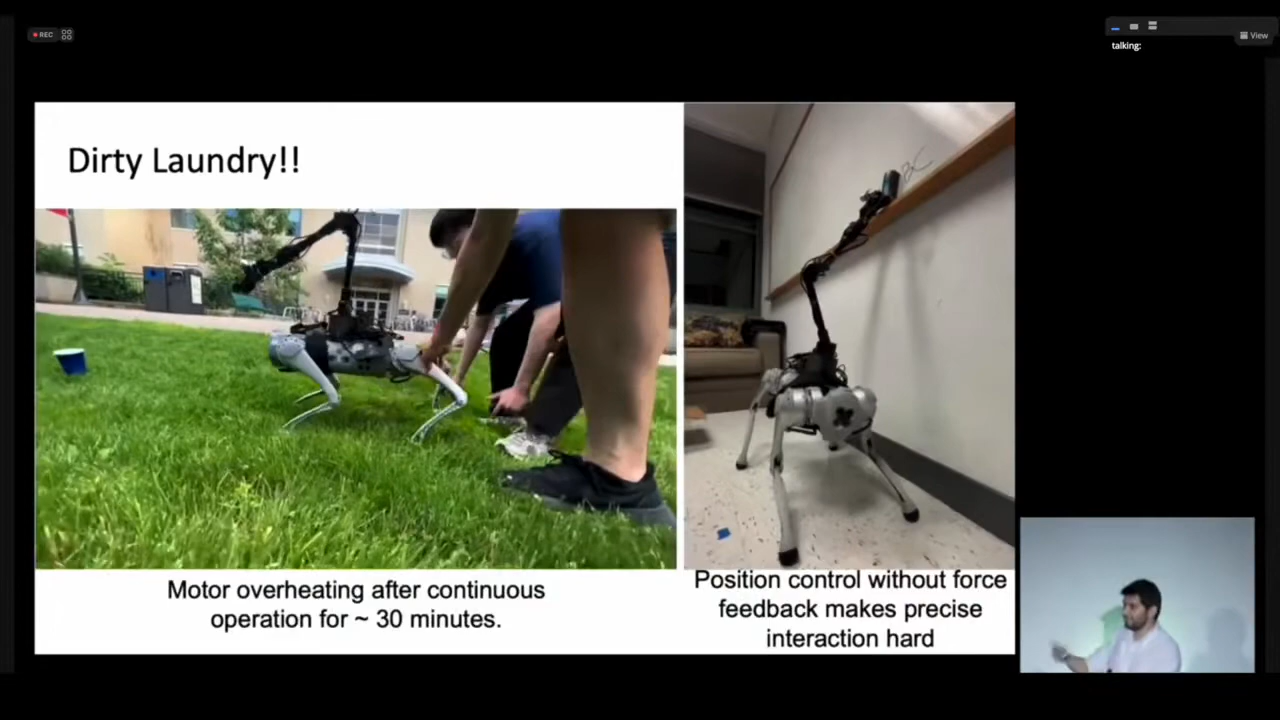 REC
View
talking:
Dirty Laundry!!
Motor overheating after continuous
operation for ~ 30 minutes.
Position control without force
feedback makes precise
interaction hard